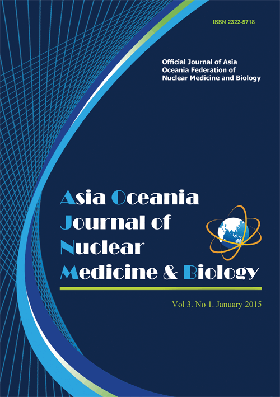 ISSN 2322-5718
Official Journal of Asia
Oceania Federation of
Nuclear Medicine and Biology
Asia Oceania
Journal of
Nuclear
Medicine & Biology
Vol 3, No 1, January 2015